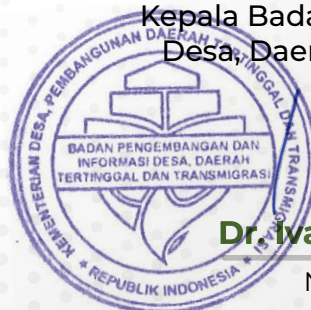 Kepala Bada
Desa, Daer
KEMENTERIAN DESA, PEMBANGUNAN DAERAH TERTINGGAL DAN TRANSMIGRASI
BADAN PENGEMBANGAN DAN
INFORMASI DESA, DAERAH
TERTINGGAL DAN TRANSMIGRASI
★ REPUBLIK INDONESIA ★
Dr. Iva
N